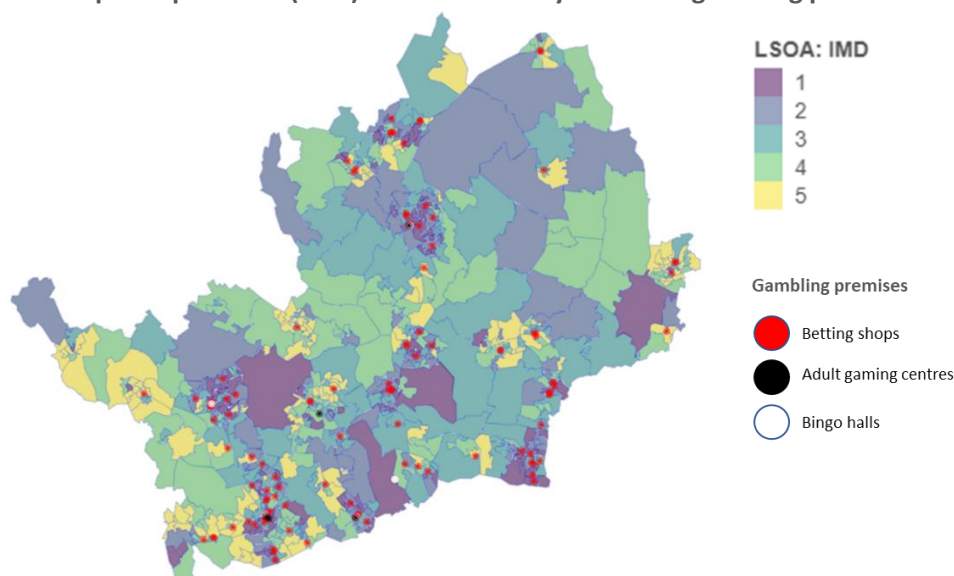 LSOA: IMD
1
2
3
4
5
Gambling premises
Betting shops
Adult gaming centres
Bingo halls